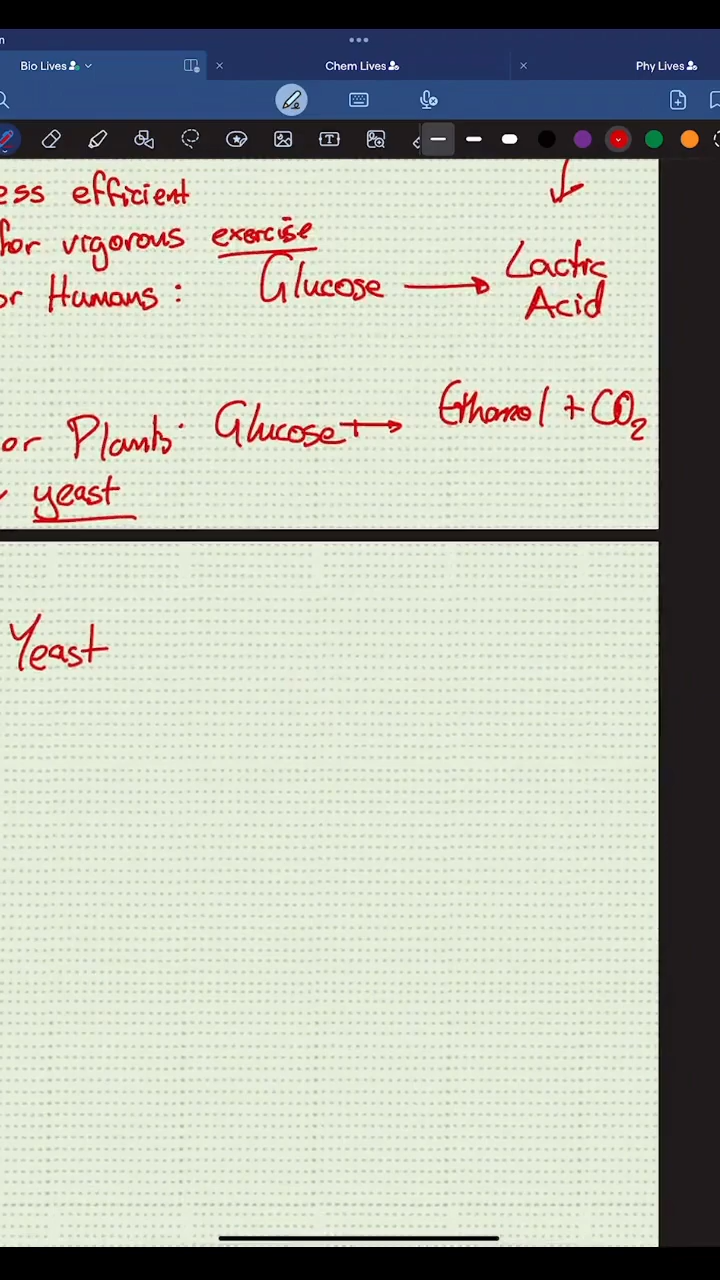 n
Bio Lives
Chem Lives
Phy Lives
ess efficient
for vigorous exercise
or Humans : Glucose → Lactic Acid
or Plants: Glucose → Ethanol + CO2
yeast
Yeast